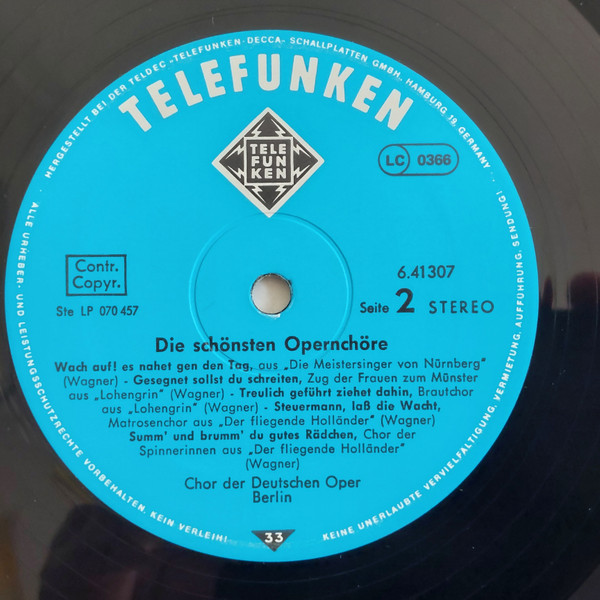 HERGESTELLT BEI DER TELDEC „TELEFUNKEN-DECCA“ SCHALLPLATTEN GMBH., HAMBURG 19, GERMANY
TELEFUNKEN
TELE
FUN
KEN
LC 0366
Contr.
Copyr.
6.41307
Ste LP 070 457
Seite 2 STEREO
Die schönsten Opernchöre
Wach auf! es nahet gen den Tag, aus „Die Meistersinger von Nürnberg“
(Wagner) - Gesegnet sollst du schreiten, Zug der Frauen zum Münster
aus „Lohengrin“ (Wagner) - Treulich geführt ziehet dahin, Brautchor
aus „Lohengrin“ (Wagner) - Steuermann, laß die Wacht,
Matrosenchor aus „Der fliegende Holländer“ (Wagner)
Summ' und brumm' du gutes Rädchen, Chor der
Spinnerinnen aus „Der fliegende Holländer“
(Wagner)
Chor der Deutschen Oper
Berlin
33
ALLE URHEBER- UND LEISTUNGSSCHUTZRECHTE VORBEHALTEN. KEIN VERLEIH!
KEINE UNERLAUBTE VERVIELFÄLTIGUNG, VERMIETUNG, AUFFÜHRUNG, SENDUNG!